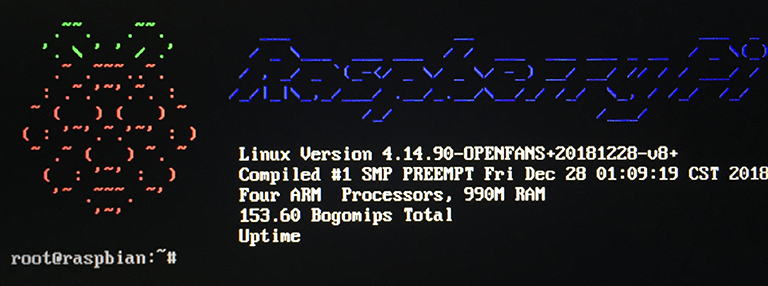 RaspberryPi
Linux Version 4.14.90-OPENFANS+20181228-v8+
Compiled #1 SMP PREEMPT Fri Dec 28 01:09:19 CST 2018
Four ARM  Processors, 990M RAM
153.60 Bogomips Total
Uptime
root@raspbian:~#